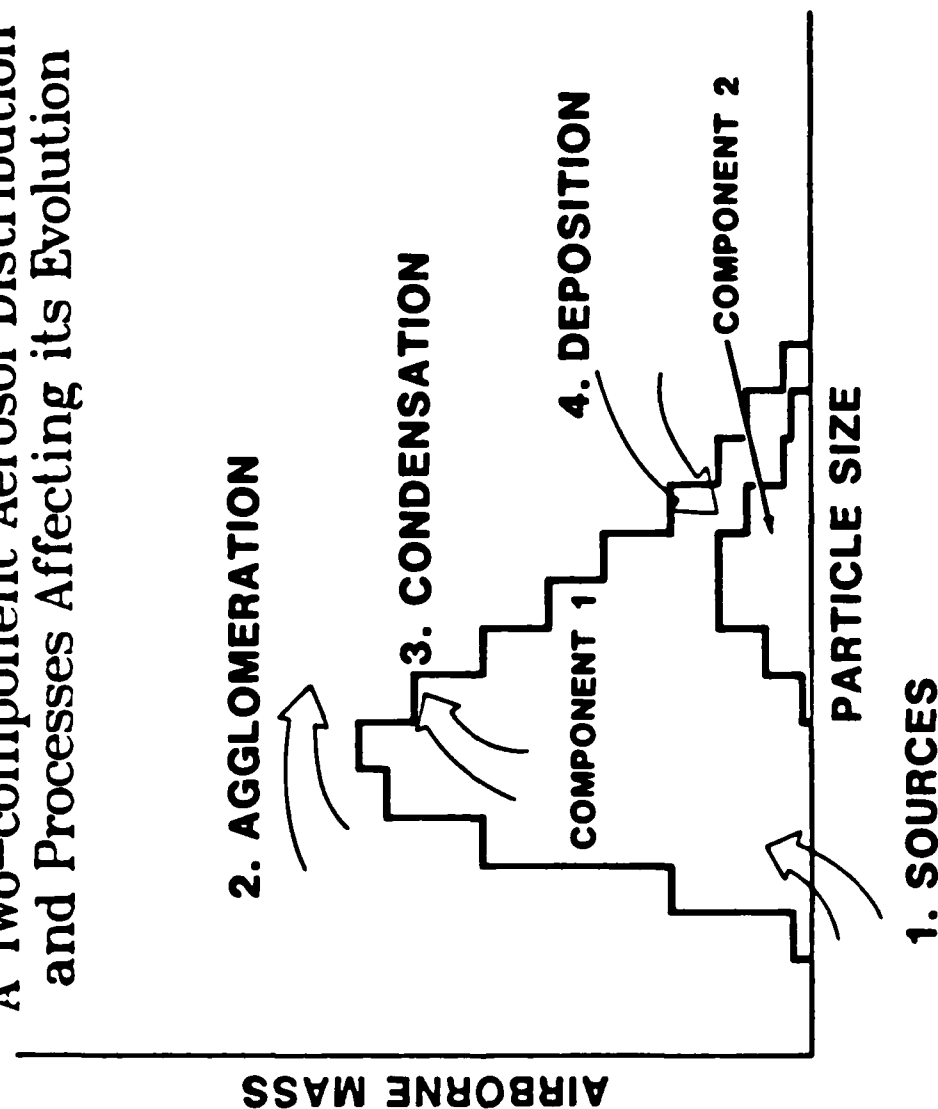 A Two-component Aerosol Distribution
and Processes Affecting its Evolution
2. AGGLOMERATION
3. CONDENSATION
4. DEPOSITION
COMPONENT 1
COMPONENT 2
AIRBORNE MASS
PARTICLE SIZE
1. SOURCES